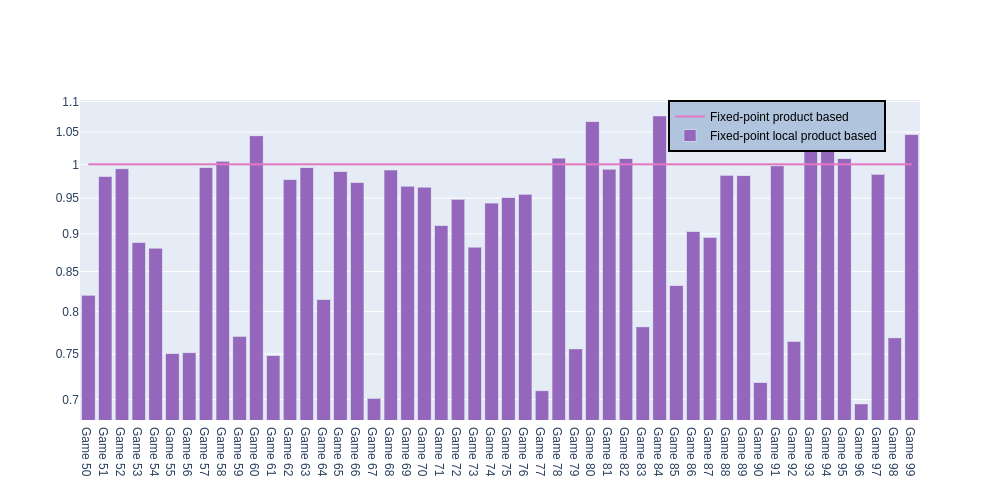 1.1
1.05
1
0.95
0.9
0.85
0.8
0.75
0.7
Fixed-point product based
Fixed-point local product based
Game 50
Game 51
Game 52
Game 53
Game 54
Game 55
Game 56
Game 57
Game 58
Game 59
Game 60
Game 61
Game 62
Game 63
Game 64
Game 65
Game 66
Game 67
Game 68
Game 69
Game 70
Game 71
Game 72
Game 73
Game 74
Game 75
Game 76
Game 77
Game 78
Game 79
Game 80
Game 81
Game 82
Game 83
Game 84
Game 85
Game 86
Game 87
Game 88
Game 89
Game 90
Game 91
Game 92
Game 93
Game 94
Game 95
Game 96
Game 97
Game 98
Game 99